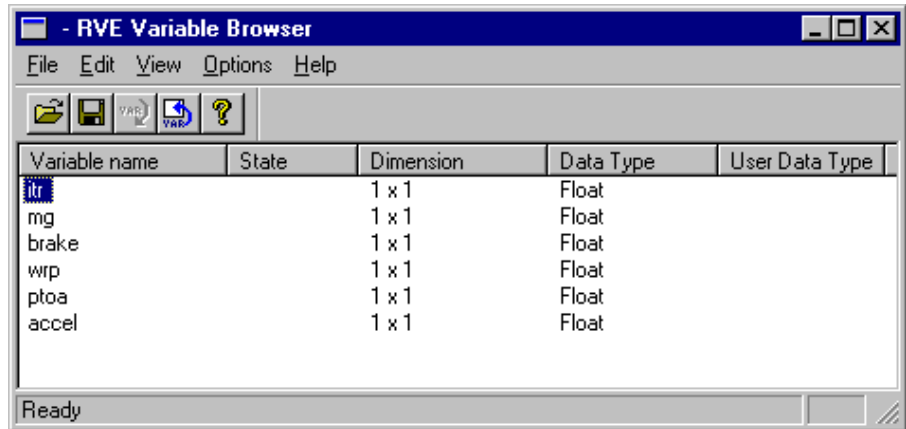 - RVE Variable Browser
File Edit View Options Help
VAR VAR ?
Variable name State Dimension Data Type User Data Type
itr 1 x 1 Float
mg 1 x 1 Float
brake 1 x 1 Float
wrp 1 x 1 Float
ptoa 1 x 1 Float
accel 1 x 1 Float
Ready